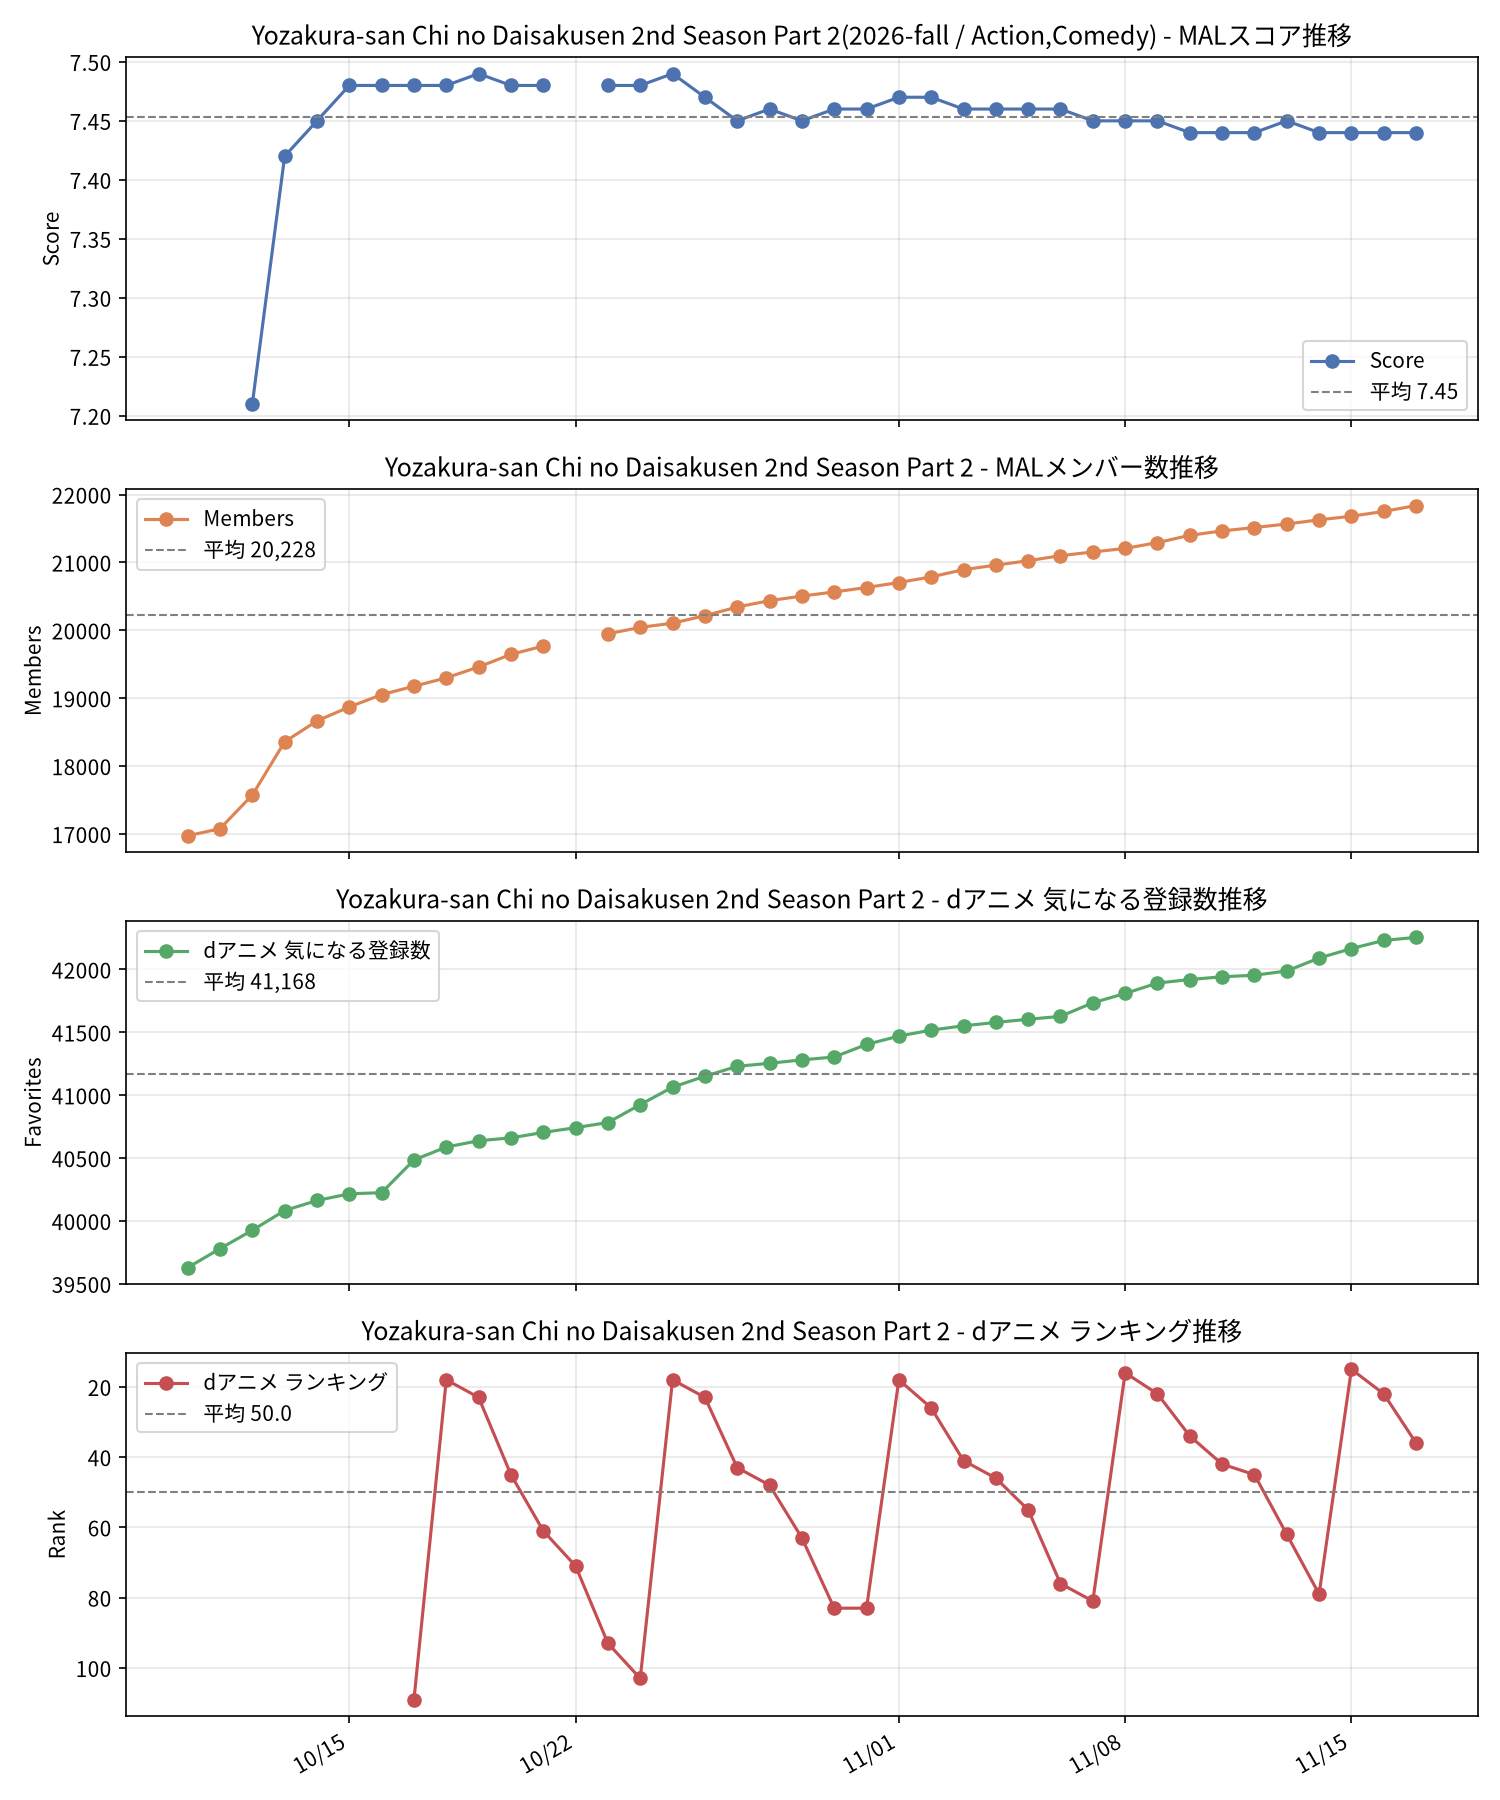 Yozakura-san Chi no Daisakusen 2nd Season Part 2(2026-fall / Action,Comedy) - MALスコア推移
Score
7.50
7.45
7.40
7.35
7.30
7.25
7.20
Score
平均 7.45
Yozakura-san Chi no Daisakusen 2nd Season Part 2 - MALメンバー数推移
Members
22000
21000
20000
19000
18000
17000
Members
平均 20,228
Yozakura-san Chi no Daisakusen 2nd Season Part 2 - dアニメ 気になる登録数推移
Favorites
42000
41500
41000
40500
40000
39500
dアニメ 気になる登録数
平均 41,168
Yozakura-san Chi no Daisakusen 2nd Season Part 2 - dアニメ ランキング推移
Rank
20
40
60
80
100
dアニメ ランキング
平均 50.0
10/15
10/22
11/01
11/08
11/15